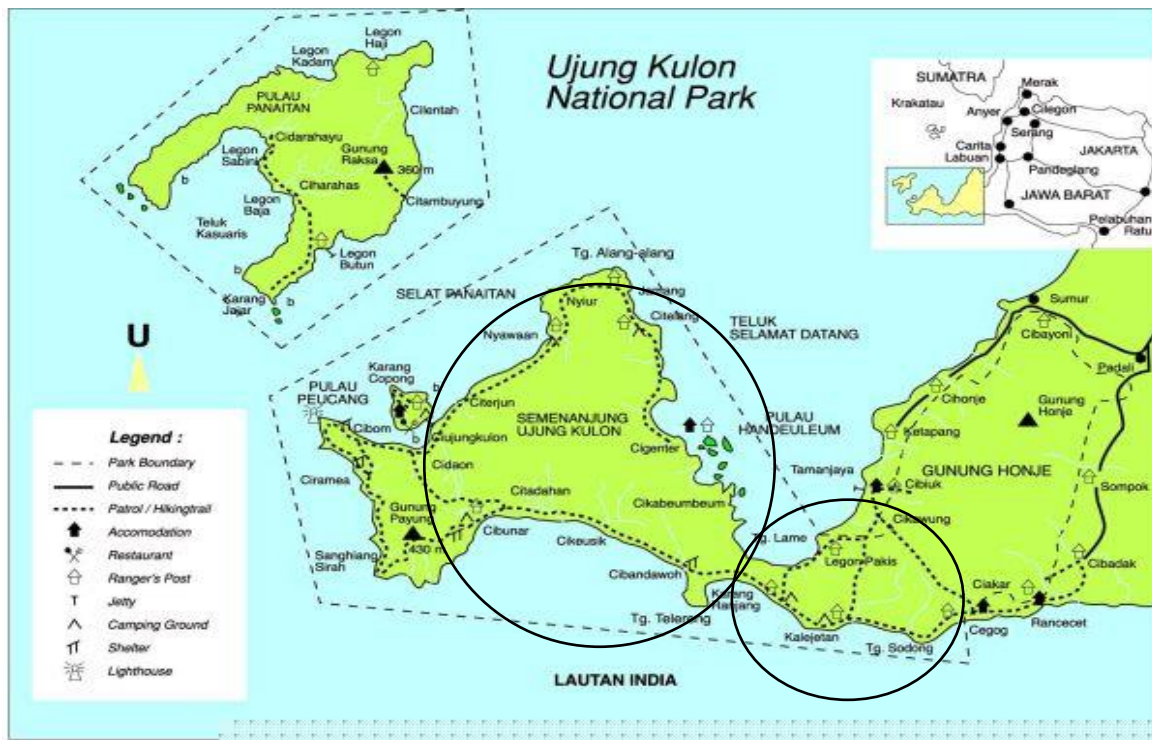 Ujung Kulon
National Park
Legon
Haji
Legon
Kadam
PULAU
PANAITAN
Cilentah
Cidarahayu
Legon
Sabini
Gunung
Raksa
360 m
Ciharahas
Legon
Baja
Citambuyung
Teluk
Kasuaris
b
Legon
Butun
b
b
Karang
Jajar
SUMATRA
Merak
Krakatau
Anyer
Cilegon
Serang
Carita
Labuan
JAKARTA
Pandeglang
JAWA BARAT
Pelabuhan
Ratu
Tg. Alang-alang
SELAT PANAITAN
Nyiur
Jamang
Citelang
Nyawaan
TELUK
SELAMAT DATANG
Sumur
Cibayoni
Padali
U
Karang
Copong
b
PULAU
PEUCANG
Citerjun
SEMENANJUNG
UJUNG KULON
PULAU
HANDEULEUM
Cihonje
Gunung
Honje
Ketapang
Cibom
Ciujungkulon
Cidaon
Cigenter
Tamanjaya
GUNUNG HONJE
Cibiuk
Sompok
Ciramea
Citadahan
Cikabeumbeum
Gunung
Payung
430 m
Cibunar
Cikeusik
Cikawung
Tg. Lame
Legon Pakis
Sanghiang
Sirah
Cibandawoh
Karang
Ranjang
Ciakar
Cibadak
Tg. Telereng
Kalejetan
Tg. Sodong
Cegog
Rancecet
LAUTAN INDIA
Legend :
Park Boundary
Public Road
Patrol / Hikingtrail
Accomodation
Restaurant
Ranger's Post
Jetty
Camping Ground
Shelter
Lighthouse